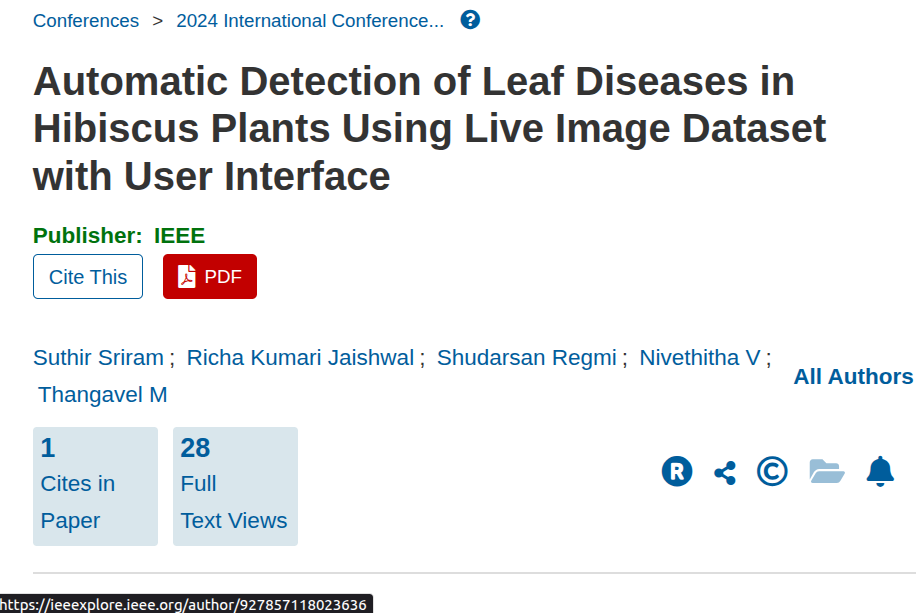 Conferences > 2024 International Conference... ?
Automatic Detection of Leaf Diseases in
Hibiscus Plants Using Live Image Dataset
with User Interface
Publisher: IEEE
Cite This PDF
Suthir Sriram ; Richa Kumari Jaishwal ; Shudarsan Regmi ; Nivethitha V ;
All Authors
Thangavel M
1
Cites in
Paper
28
Full
Text Views
R ©
https://ieeexplore.ieee.org/author/927857118023636